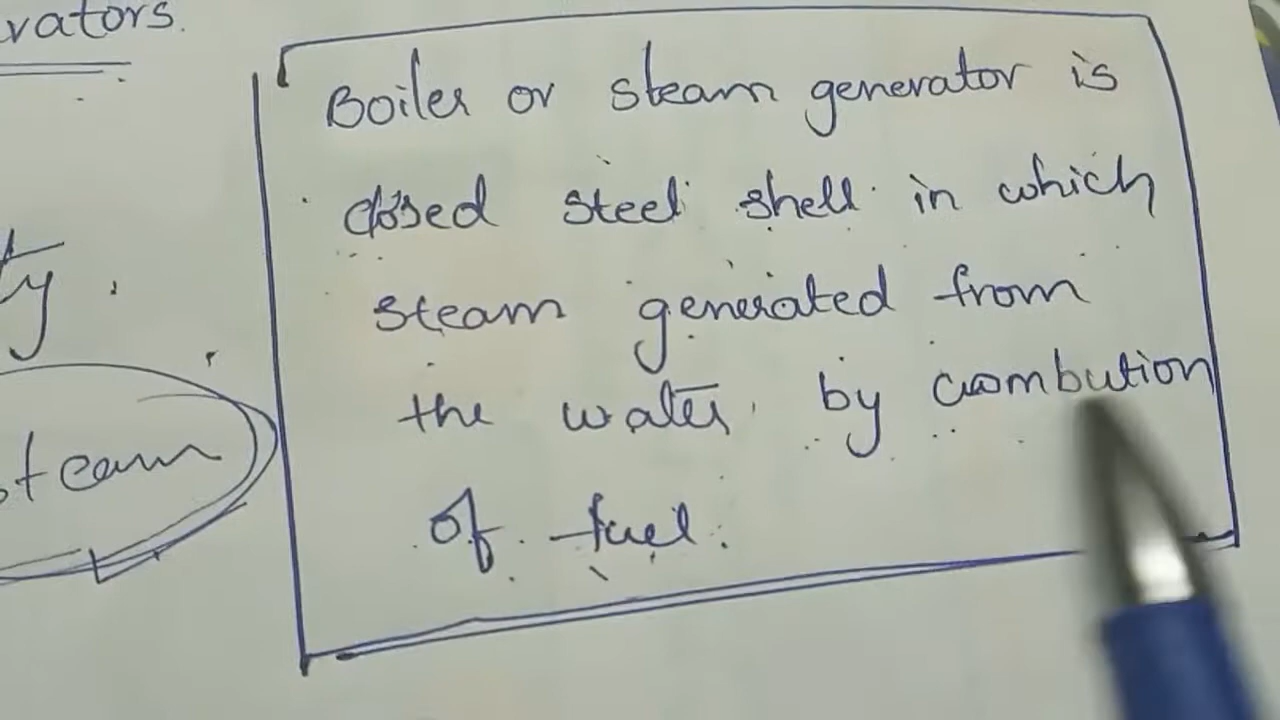 rators.
Boiler or steam generator is
closed steel shell in which
steam generated from
ty
the water by combution
steam
of fuel.